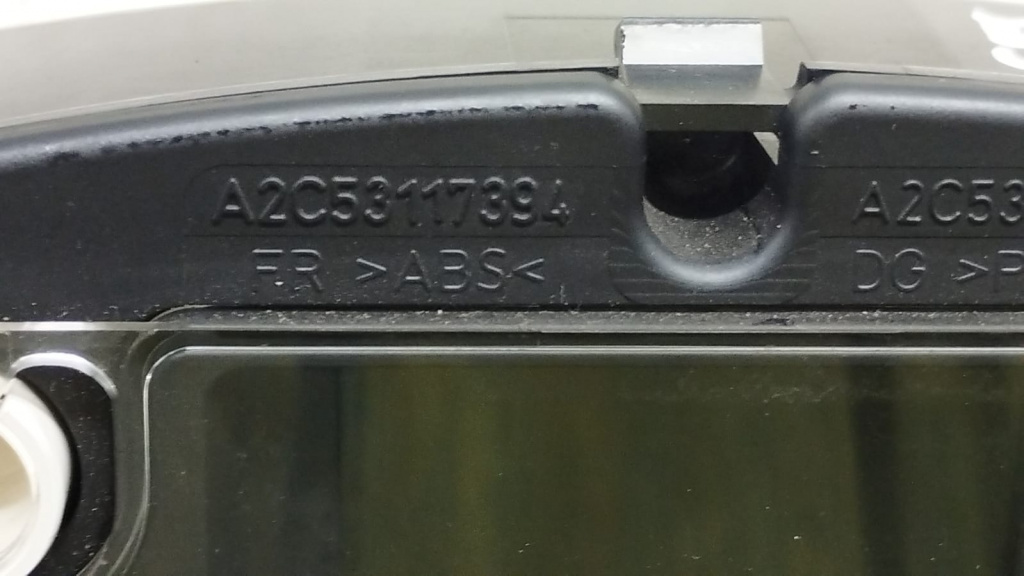 A2C53117394
FR >ABS<
A2C53
DG >P